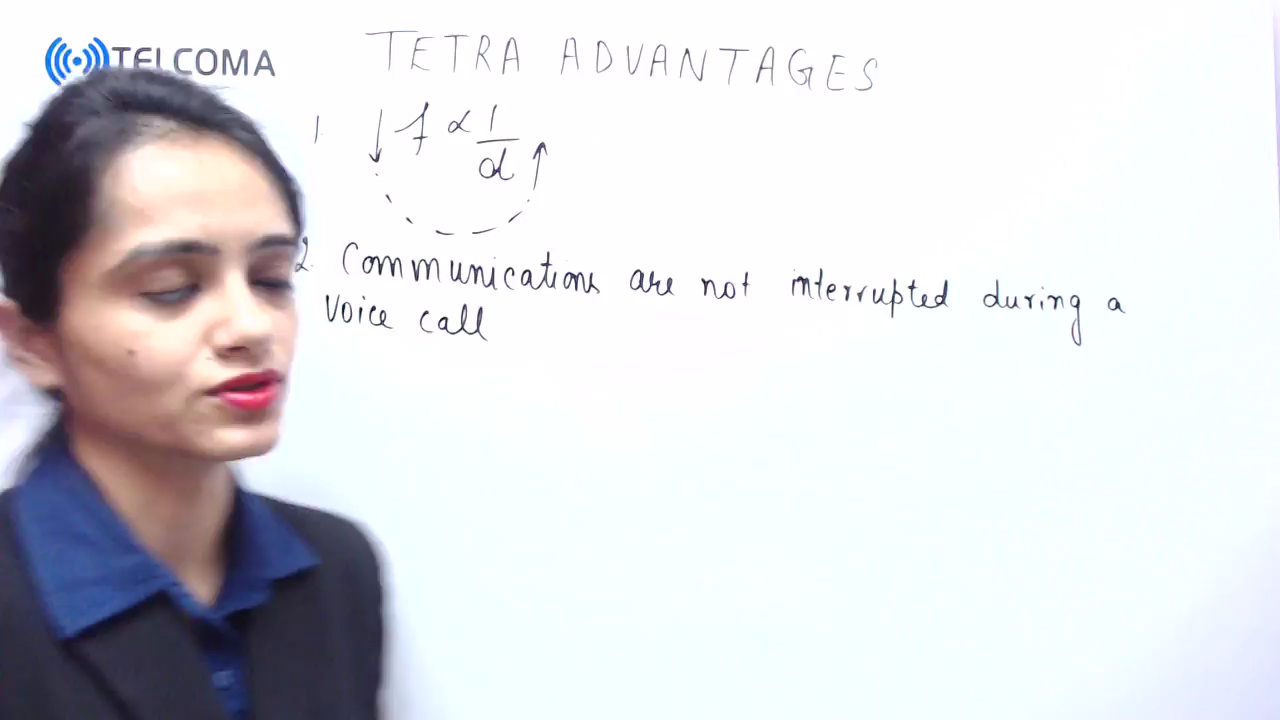 TELCOMA
TETRA ADVANTAGES
1. ↓ f ∝ 1/d ↑
2. Communications are not interrupted during a
voice call